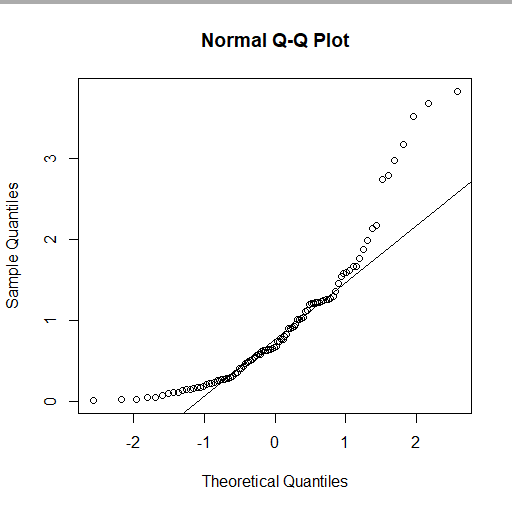 Normal Q-Q Plot
Sample Quantiles
3
2
1
0
-2 -1 0 1 2
Theoretical Quantiles